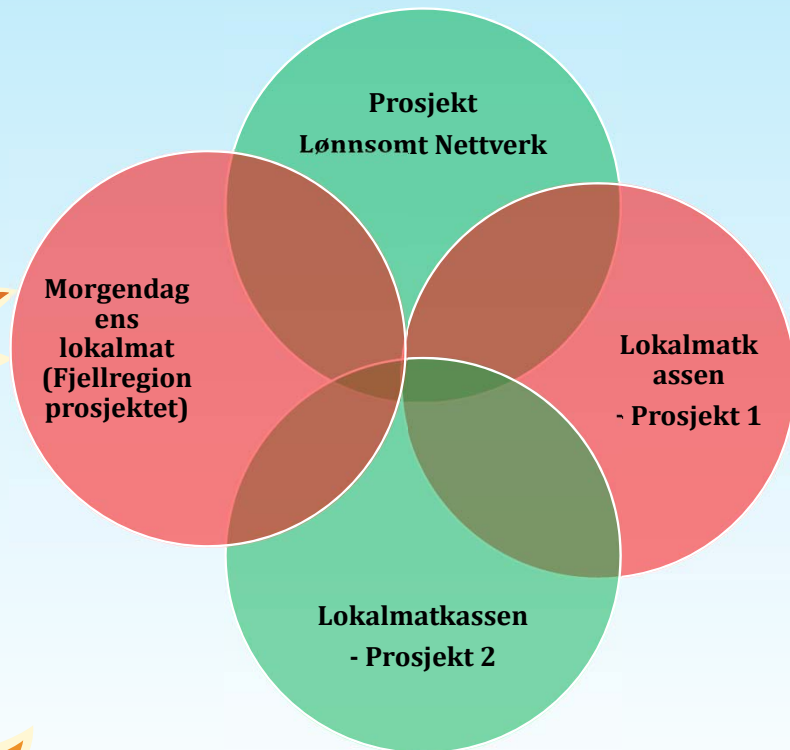 Prosjekt
Lønnsomt Nettverk
Morgendag
ens
lokalmat
(Fjellregion
prosjektet)
Lokalmatk
assen
- Prosjekt 1
Lokalmatkassen
- Prosjekt 2